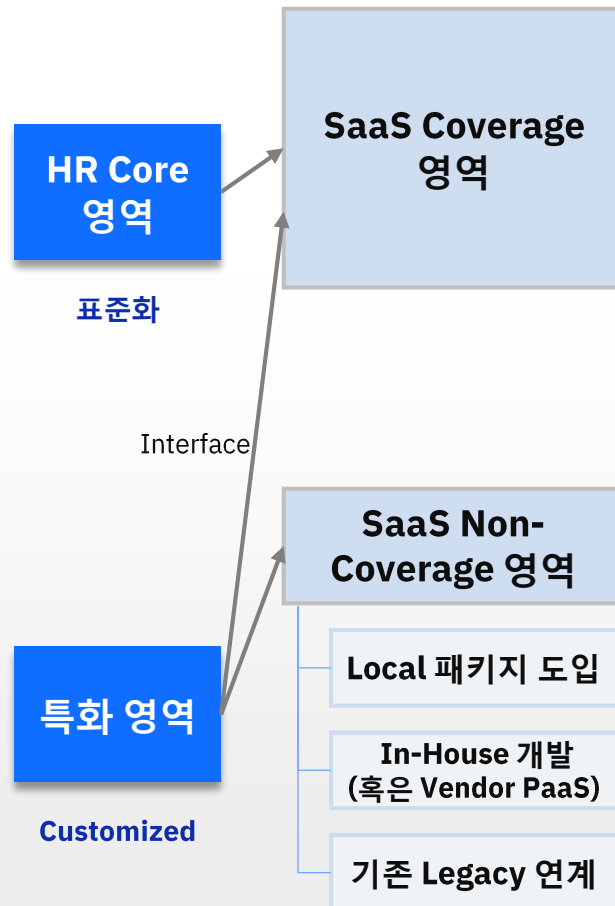 HR Core
영역
표준화
SaaS Coverage
영역
Interface
SaaS Non-
Coverage 영역
특화 영역
Customized
Local 패키지 도입
In-House 개발
(혹은 Vendor PaaS)
기존 Legacy 연계